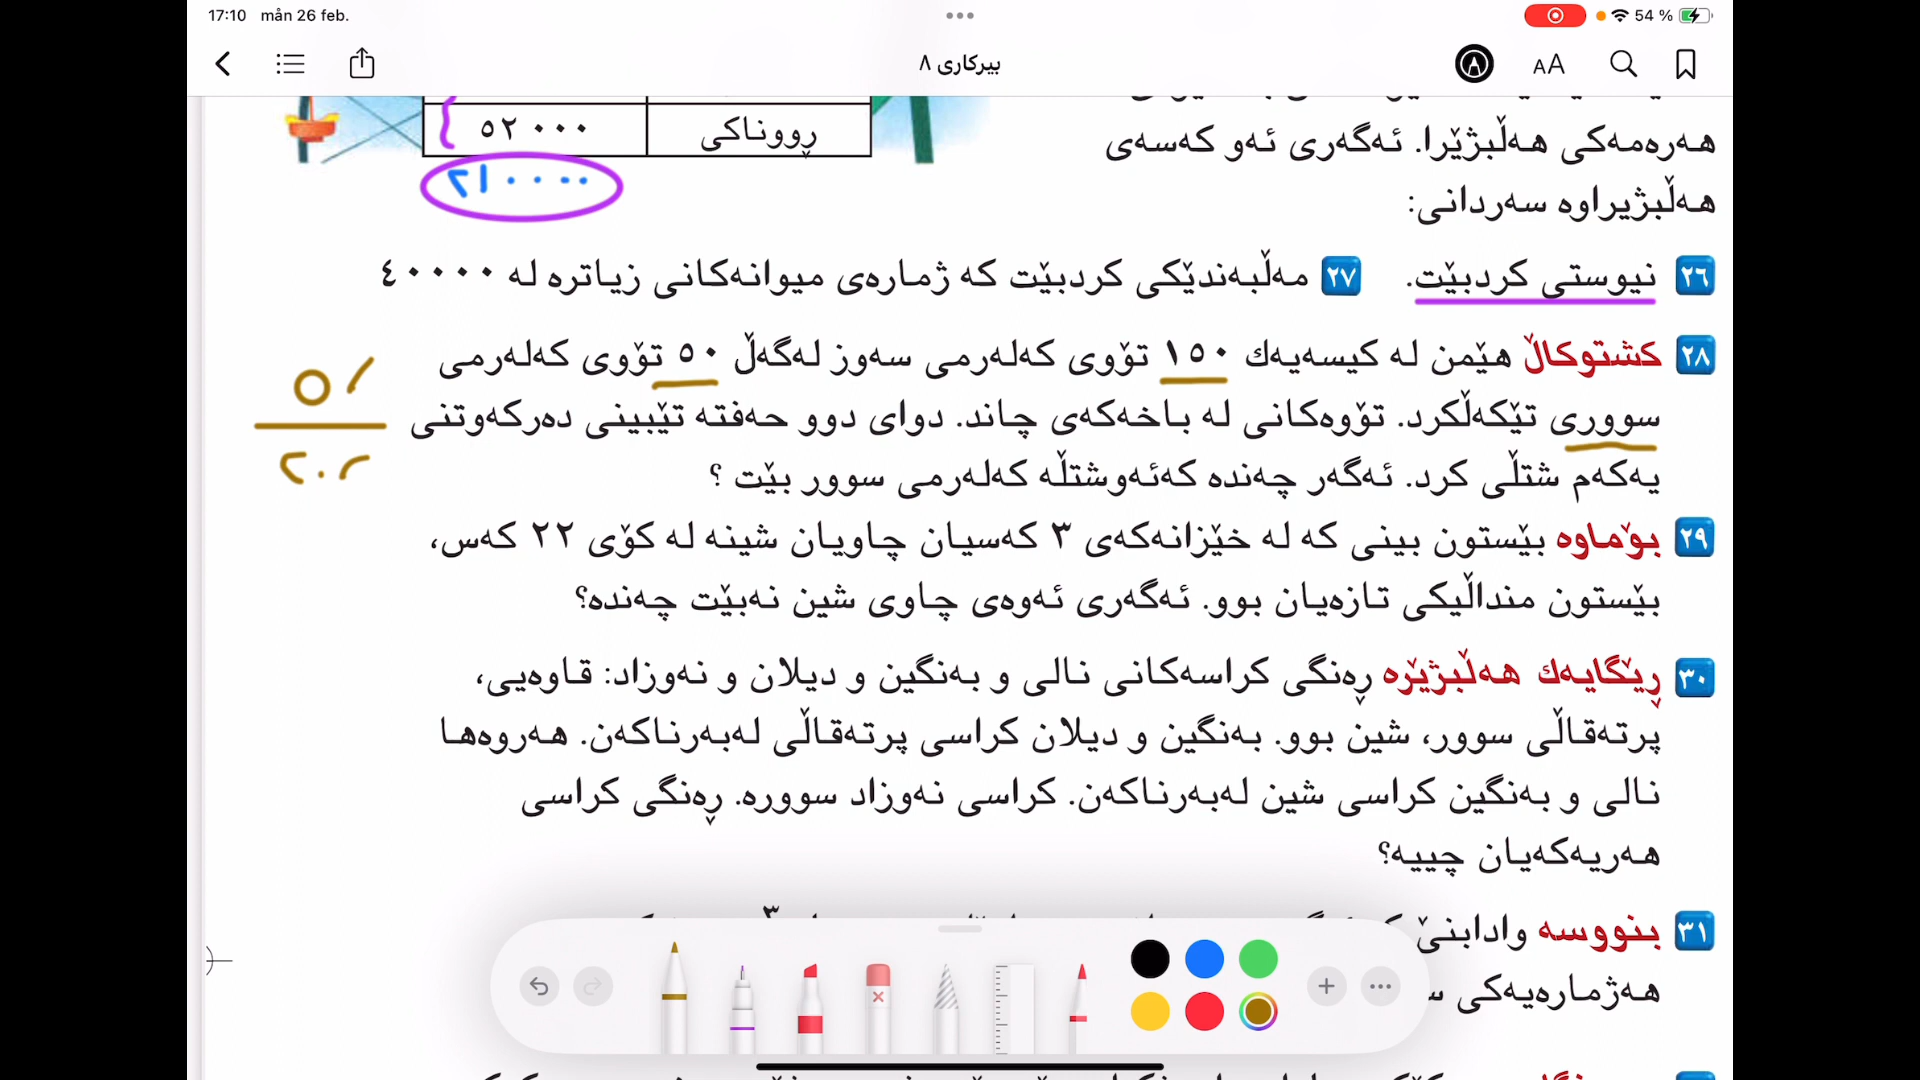 17:10 mån 26 feb.
54 %
بیرکاری ٨
AA
هەرەمەکی هەڵبژێرا. ئەگەری ئەو کەسەی
هەڵبژیراوە سەردانی:
ڕووناکی ٥٢ ٠٠٠
٢١٠٠٠٠
٢٦ نیوستی کردبێت. ٢٧ مەڵبەندێکی کردبێت کە ژمارەی میوانەکانی زیاترە لە ٤٠٠٠٠
٢٨ کشتوکاڵ هێمن لە کیسەیەك ١٥٠ تۆوی کەلەرمی سەوز لەگەڵ ٥٠ تۆوی کەلەرمی
سووری تێکەڵکرد. تۆوەکانی لە باخەکەی چاند. دوای دوو حەفتە تێبینی دەرکەوتنی
یەکەم شتڵی کرد. ئەگەر چەندە کەئەوشتڵە کەلەرمی سوور بێت ؟
٢٩ بۆماوە بێستون بینی کە لە خێزانەکەی ٣ کەسیان چاویان شینە لە کۆی ٢٢ کەس،
بێستون منداڵیکی تازەیان بوو. ئەگەری ئەوەی چاوی شین نەبێت چەندە؟
٣٠ ڕێگایەك هەڵبژێرە ڕەنگی کراسەکانی نالی و بەنگین و دیلان و نەوزاد: قاوەیی،
پرتەقاڵی سوور، شین بوو. بەنگین و دیلان کراسی پرتەقاڵی لەبەرناکەن. هەروەها
نالی و بەنگین کراسی شین لەبەرناکەن. کراسی نەوزاد سوورە. ڕەنگی کراسی
هەریەکەیان چییە؟
٣١ بنووسە وادابنێ
هەژمارەیەکی